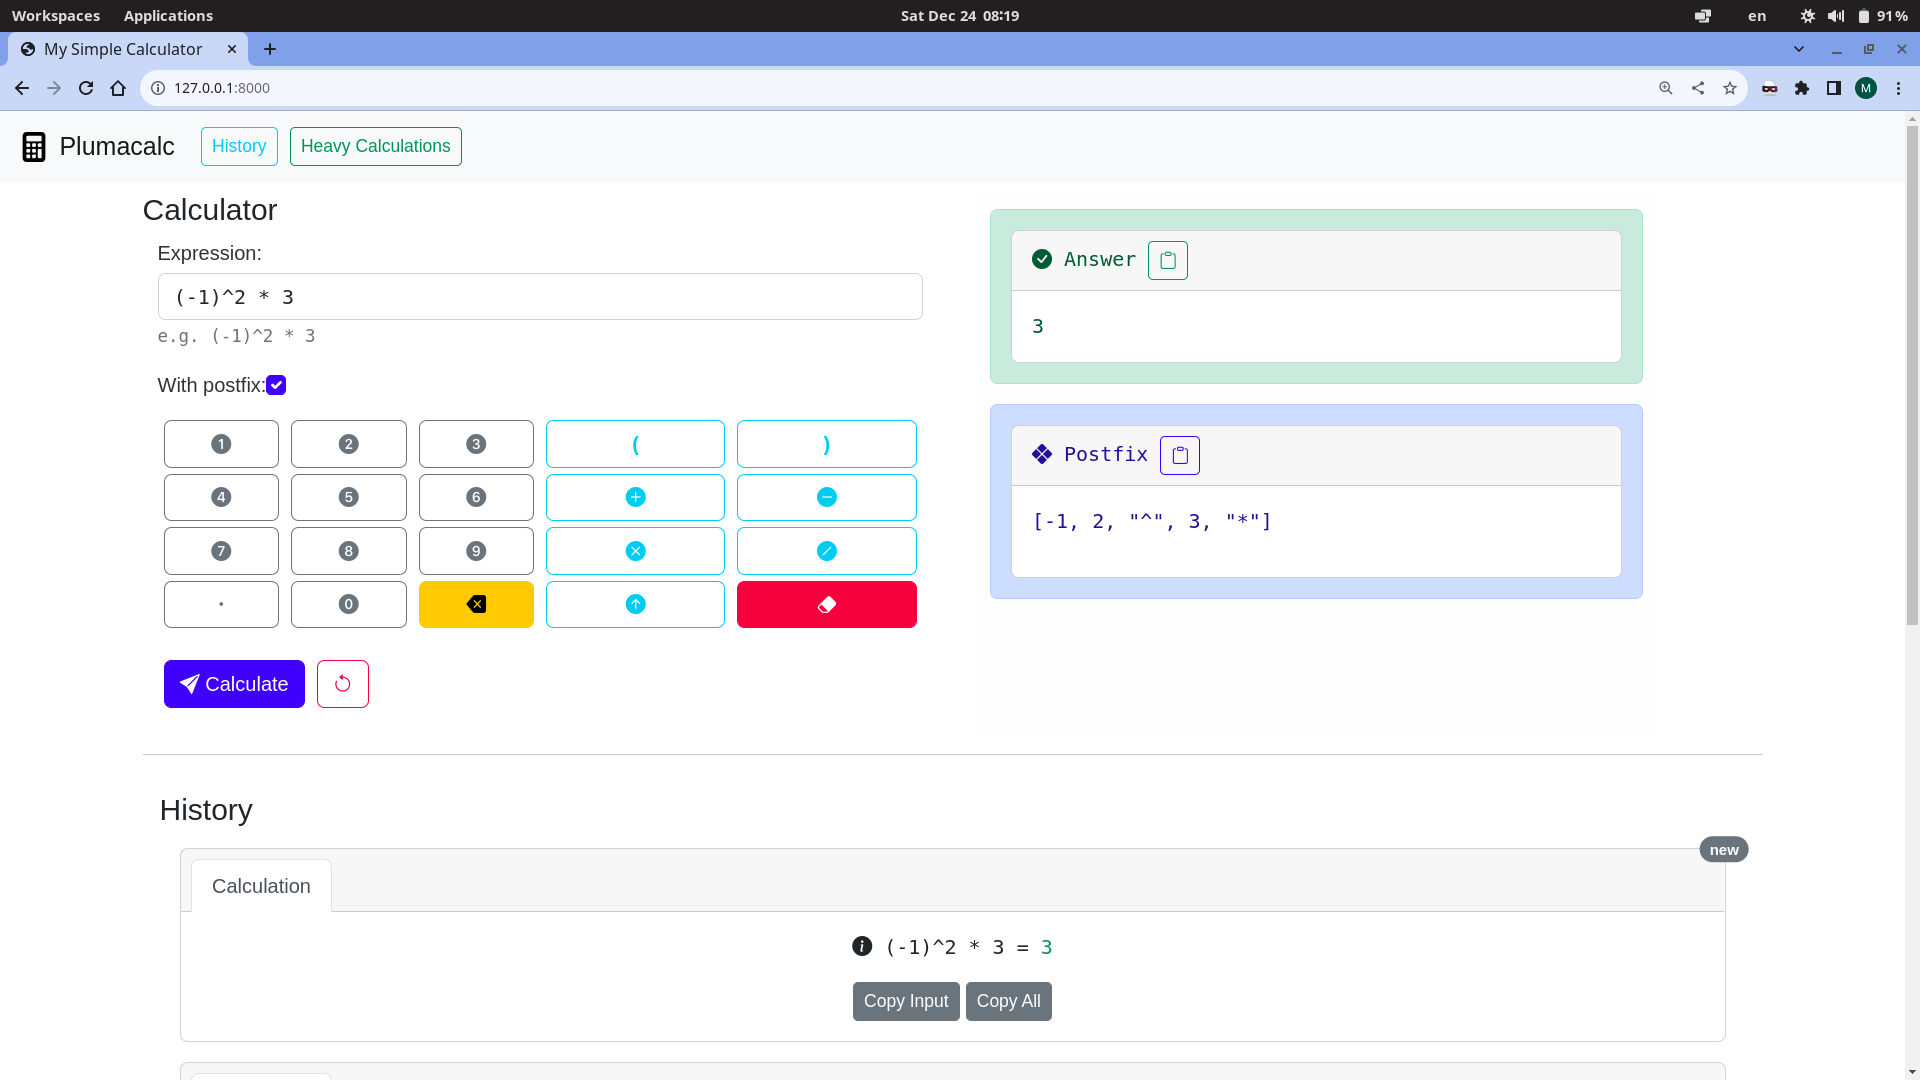 Workspaces Applications Sat Dec 24 08:19 en 91%
My Simple Calculator
127.0.0.1:8000
M
Plumacalc History Heavy Calculations
Calculator
Expression:
(-1)^2 * 3
e.g. (-1)^2 * 3
With postfix:
1 2 3 ( )
4 5 6 + −
7 8 9 × /
. 0
Calculate
Answer
3
Postfix
[-1, 2, "^", 3, "*"]
History
new
Calculation
(-1)^2 * 3 = 3
Copy Input Copy All